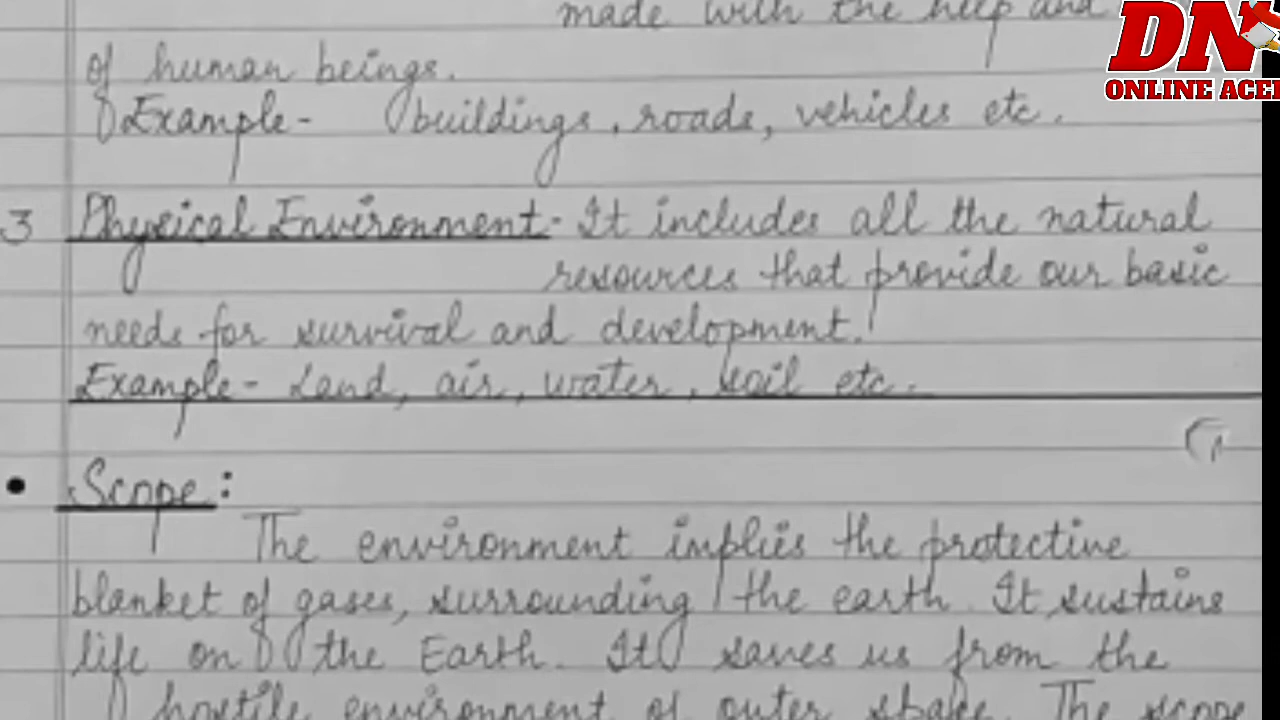 made with the help and
of human beings.
Example - buildings, roads, vehicles etc.
3 Physical Environment - It includes all the natural
resources that provide our basic
needs for survival and development.
Example - Land, air, water, soil etc.
• Scope :
The environment implies the protective
blanket of gases, surrounding the earth. It sustains
life on the Earth. It saves us from the
hostile environment of outer space. The scope
DN
ONLINE ACE